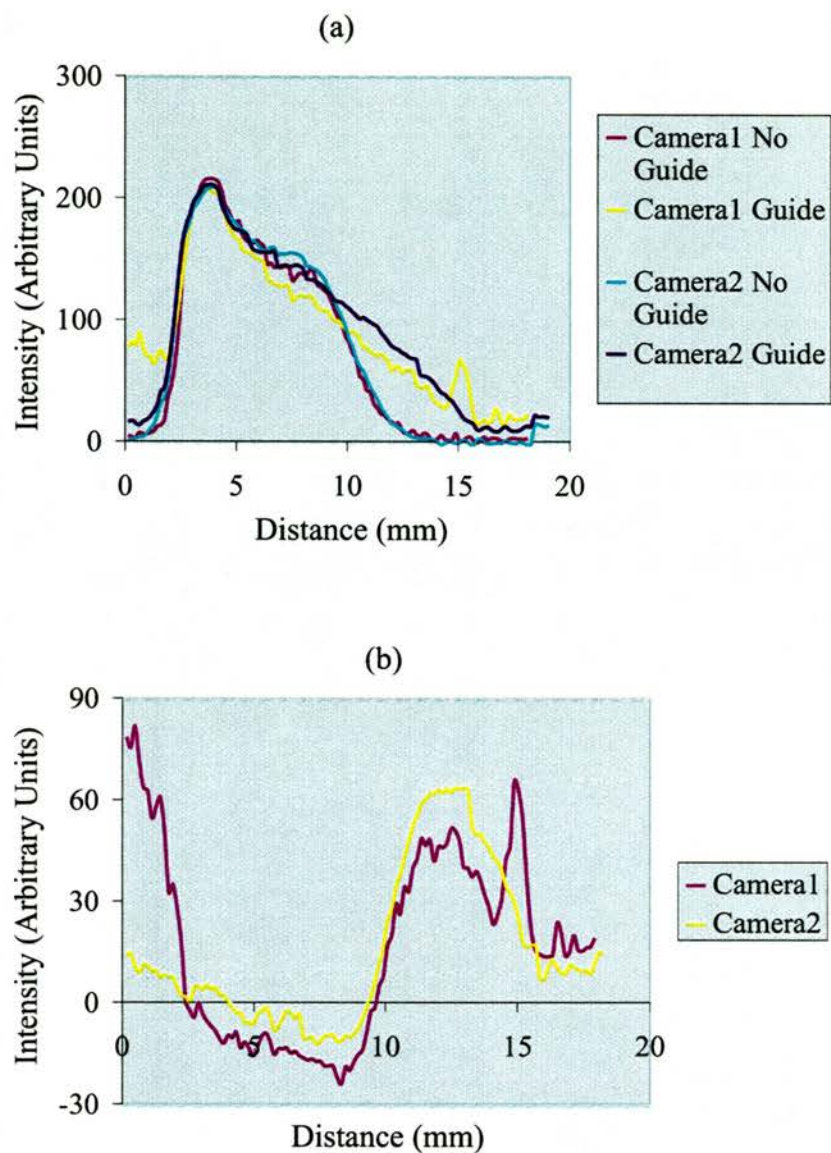 (a)
Intensity (Arbitrary Units)
300
200
100
0
0 5 10 15 20
Distance (mm)
Camera1 No
Guide
Camera1 Guide
Camera2 No
Guide
Camera2 Guide
(b)
Intensity (Arbitrary Units)
90
60
30
0
-30
0 5 10 15 20
Distance (mm)
Camera1
Camera2